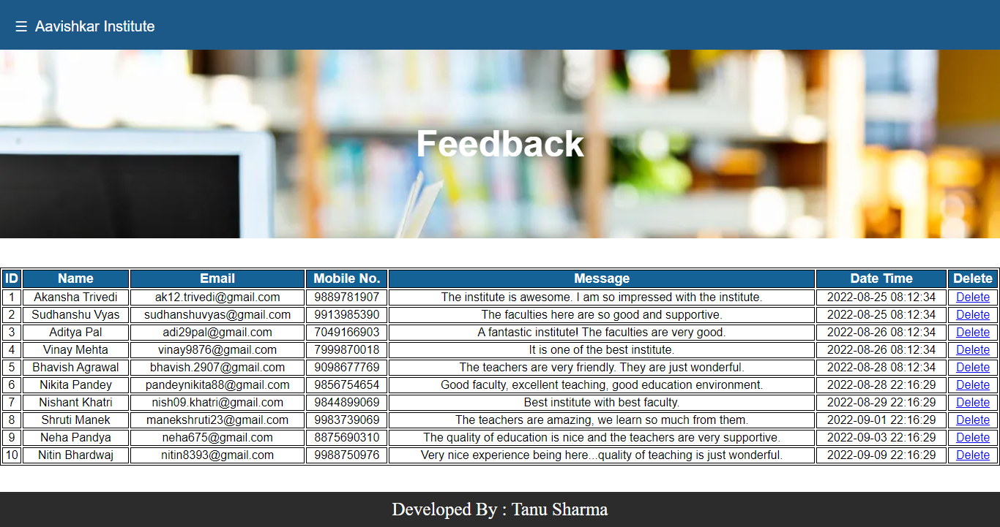 ☰ Aavishkar Institute
Feedback
ID Name Email Mobile No. Message Date Time Delete
1 Akansha Trivedi ak12.trivedi@gmail.com 9889781907 The institute is awesome. I am so impressed with the institute. 2022-08-25 08:12:34 Delete
2 Sudhanshu Vyas sudhanshuvyas@gmail.com 9913985390 The faculties here are so good and supportive. 2022-08-25 08:12:34 Delete
3 Aditya Pal adi29pal@gmail.com 7049166903 A fantastic institute! The faculties are very good. 2022-08-26 08:12:34 Delete
4 Vinay Mehta vinay9876@gmail.com 7999870018 It is one of the best institute. 2022-08-26 08:12:34 Delete
5 Bhavish Agrawal bhavish.2907@gmail.com 9098677769 The teachers are very friendly. They are just wonderful. 2022-08-28 08:12:34 Delete
6 Nikita Pandey pandeynikita88@gmail.com 9856754654 Good faculty, excellent teaching, good education environment. 2022-08-28 22:16:29 Delete
7 Nishant Khatri nish09.khatri@gmail.com 9844899069 Best institute with best faculty. 2022-08-29 22:16:29 Delete
8 Shruti Manek manekshruti23@gmail.com 9983739069 The teachers are amazing, we learn so much from them. 2022-09-01 22:16:29 Delete
9 Neha Pandya neha675@gmail.com 8875690310 The quality of education is nice and the teachers are very supportive. 2022-09-03 22:16:29 Delete
10 Nitin Bhardwaj nitin8393@gmail.com 9988750976 Very nice experience being here...quality of teaching is just wonderful. 2022-09-09 22:16:29 Delete
Developed By : Tanu Sharma